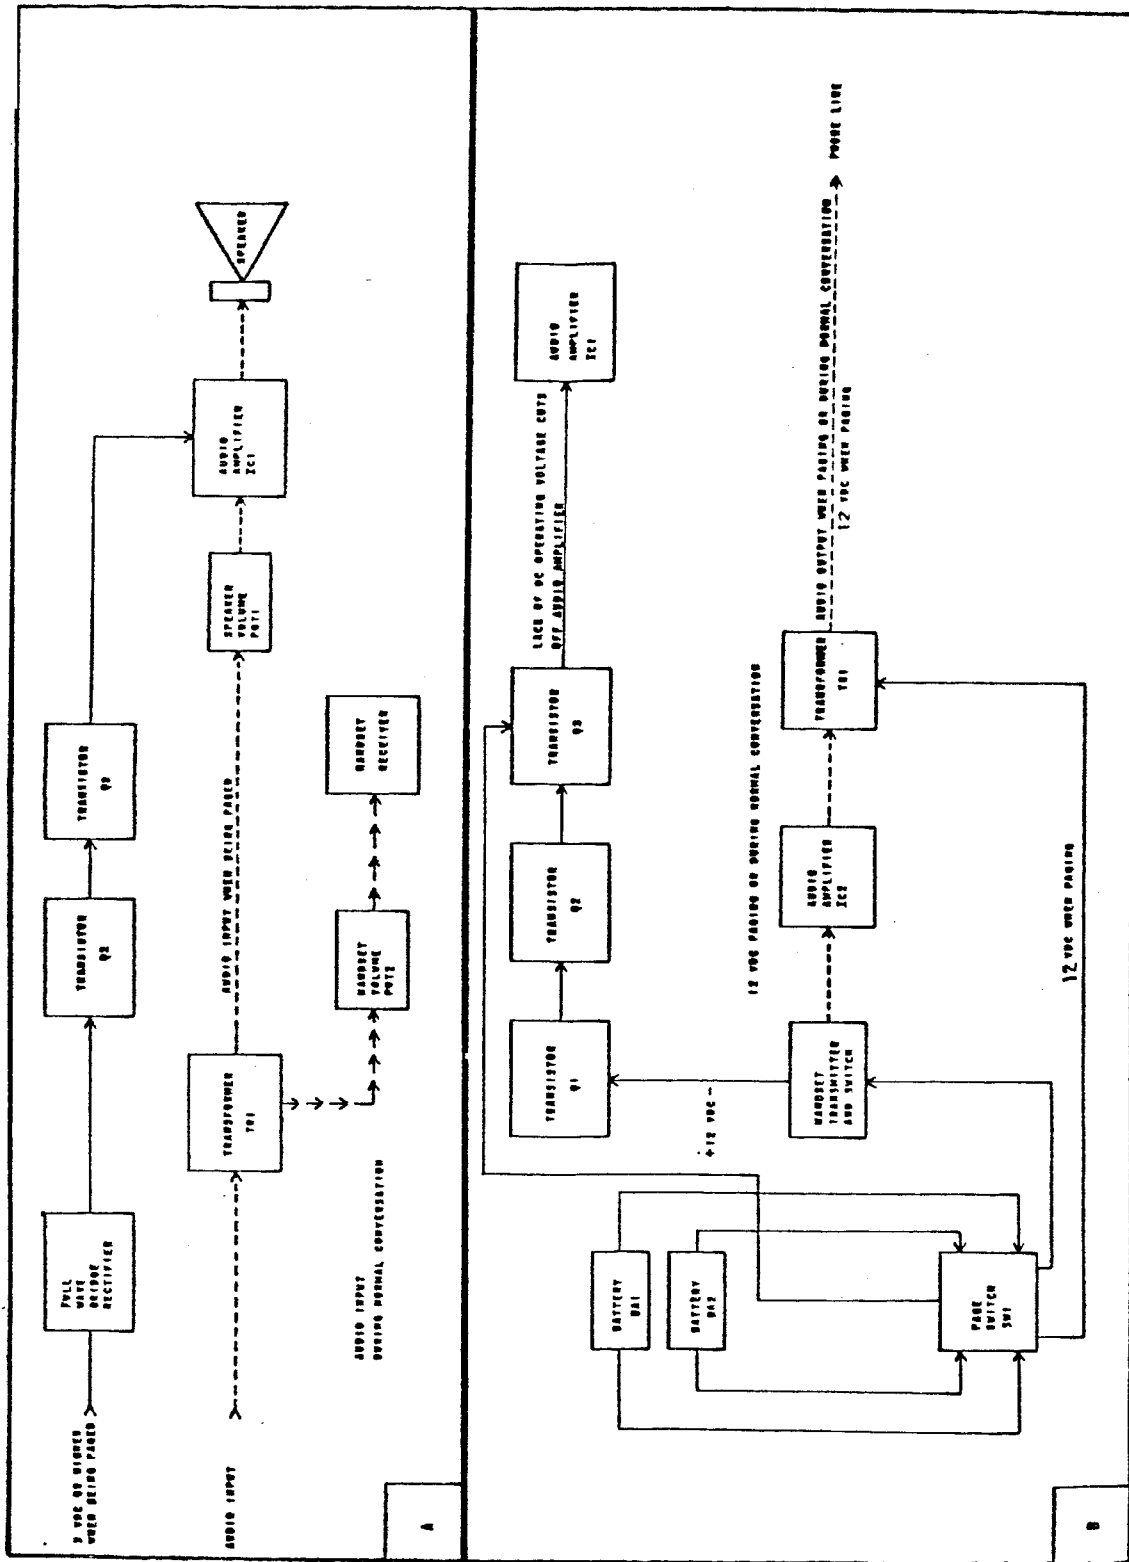 WHEN BEING PAGED
AUDIO INPUT
FULL
WAVE
BRIDGE
RECTIFIER
TRANSISTOR
Q2
TRANSISTOR
TRANSFORMER
TR1
AUDIO INPUT WHEN BEING PAGED
SPEAKER
VOLUME
POT1
AUDIO
AMPLIFIER
IC1
SPEAKER
AUDIO INPUT
DURING NORMAL CONVERSATION
HANDSET
VOLUME
POT2
HANDSET
RECEIVER
A
BATTERY
BA1
BATTERY
BA2
PAGE
SWITCH
SW1
+12 VDC -
TRANSISTOR
Q1
TRANSISTOR
Q2
TRANSISTOR
Q3
LACK OF DC OPERATING VOLTAGE CUTS
OFF AUDIO AMPLIFIER
AUDIO
AMPLIFIER
IC1
HANDSET
TRANSMITTER
AND SWITCH
12 VDC PAGING OR DURING NORMAL CONVERSATION
AUDIO
AMPLIFIER
IC2
TRANSFORMER
TR1
AUDIO OUTPUT WHEN PAGING OR DURING NORMAL CONVERSATION
12 VDC WHEN PAGING
PHONE LINE
12 VDC WHEN PAGING
B